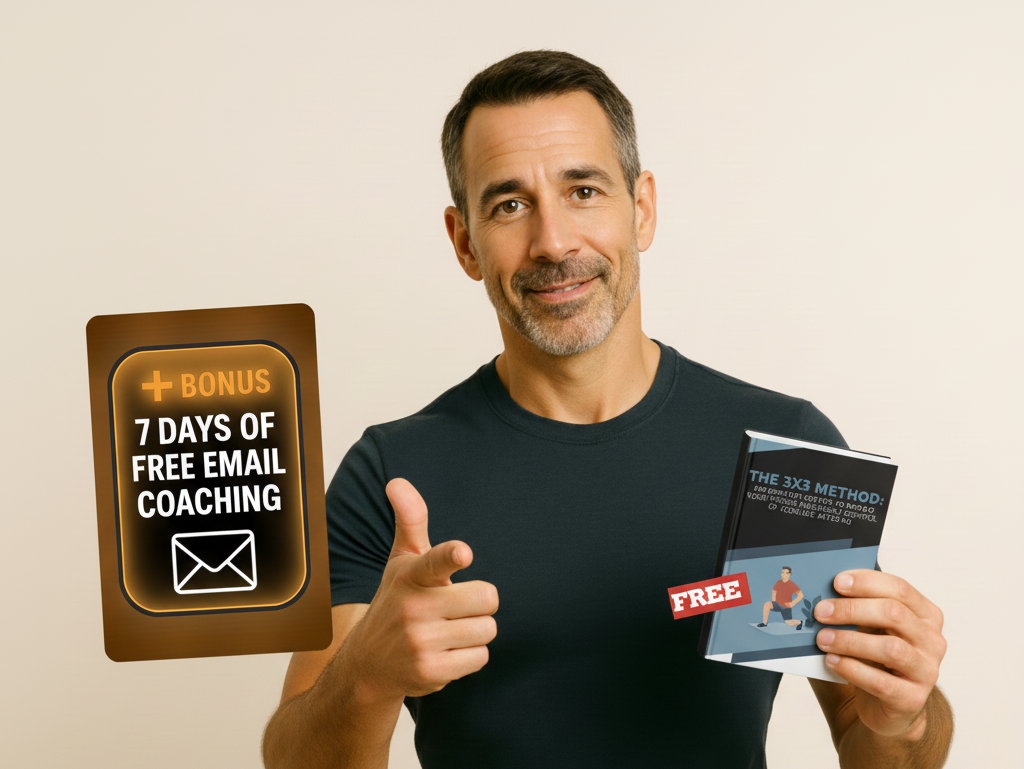 + BONUS
7 DAYS OF
FREE EMAIL
COACHING
THE 3X3 METHOD:
FREE